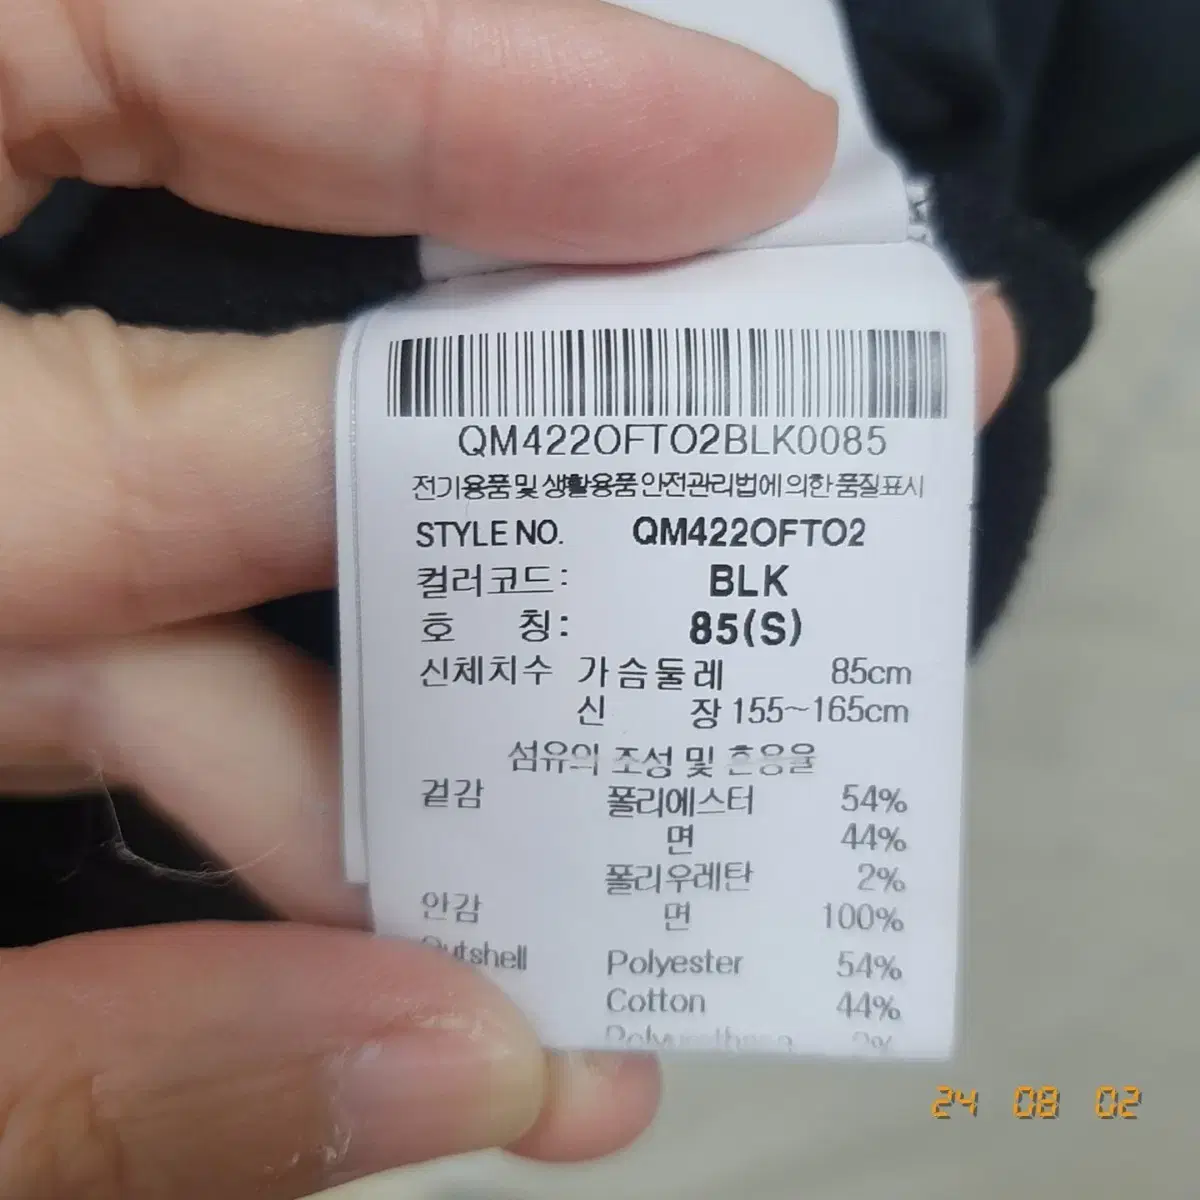 QM422OFTO2BLK0085
전기용품 및 생활용품 안전관리법에 의한 품질표시
STYLE NO. QM422OFTO2
컬러코드: BLK
호 칭: 85(S)
신체치수 가슴둘레 85cm
신 장 155~165cm
섬유의 조성 및 혼용율
겉감 폴리에스터 54%
면 44%
폴리우레탄 2%
안감 면 100%
Outshell Polyester 54%
Cotton 44%
Polyurethane 2%
24 08 02